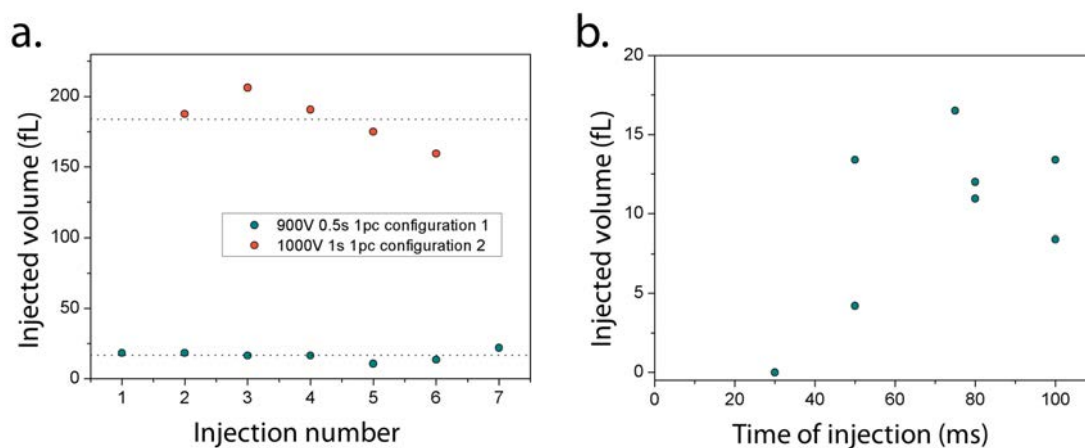 a.
Injected volume (fL)
200
150
100
50
0
900V 0.5s 1pc configuration 1
1000V 1s 1pc configuration 2
1 2 3 4 5 6 7
Injection number
b.
Injected volume (fL)
20
15
10
5
0
0 20 40 60 80 100
Time of injection (ms)